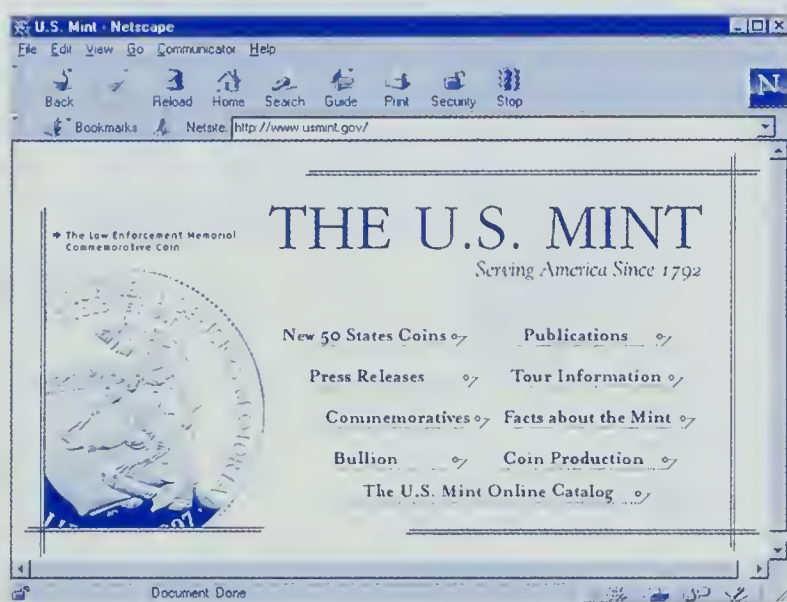 U.S. Mint - Netscape
File Edit View Go Communicator Help
Back Reload Home Search Guide Print Security Stop
N
Bookmarks Netsite: http://www.usmint.gov/
The Law Enforcement Memorial
Commemorative Coin
THE U.S. MINT
Serving America Since 1792
New 50 States Coins
Publications
Press Releases
Tour Information
Commemoratives
Facts about the Mint
Bullion
Coin Production
The U.S. Mint Online Catalog
Document Done